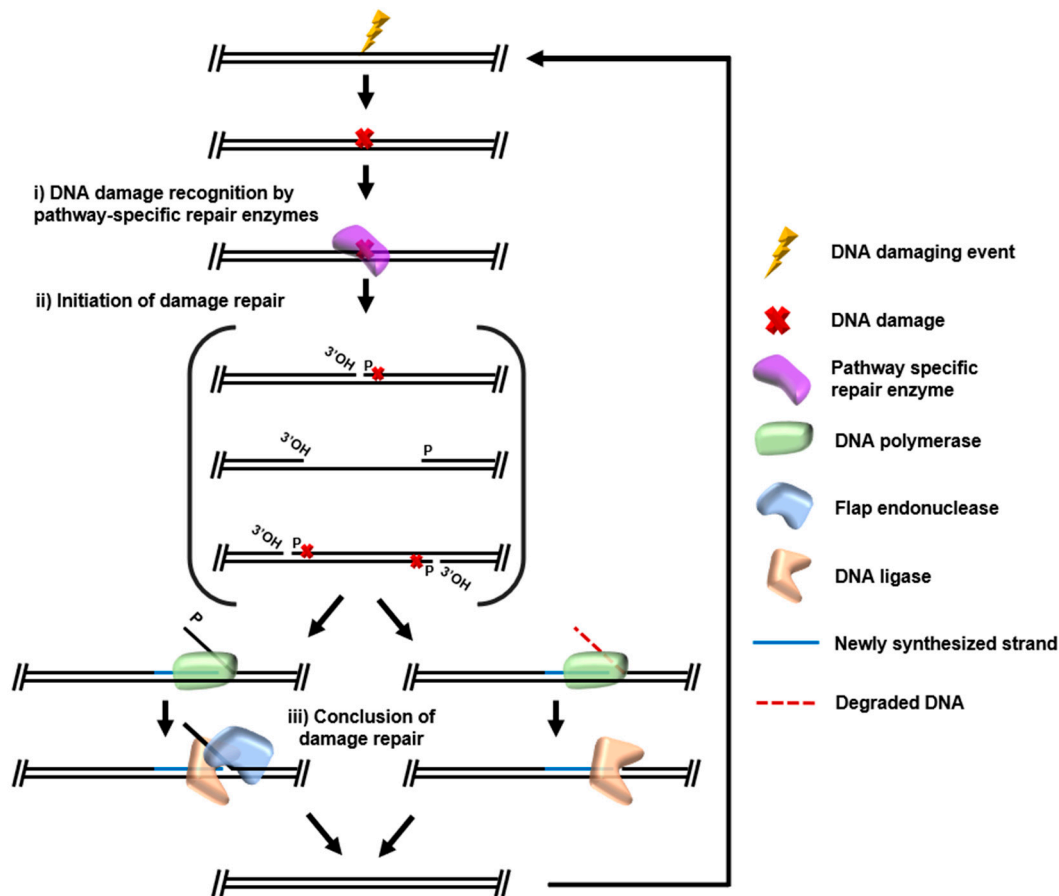 i) DNA damage recognition by
pathway-specific repair enzymes
ii) Initiation of damage repair
3'OH P
3'OH P
3'OH P
P 3'OH
P
iii) Conclusion of
damage repair
DNA damaging event
DNA damage
Pathway specific
repair enzyme
DNA polymerase
Flap endonuclease
DNA ligase
Newly synthesized strand
Degraded DNA